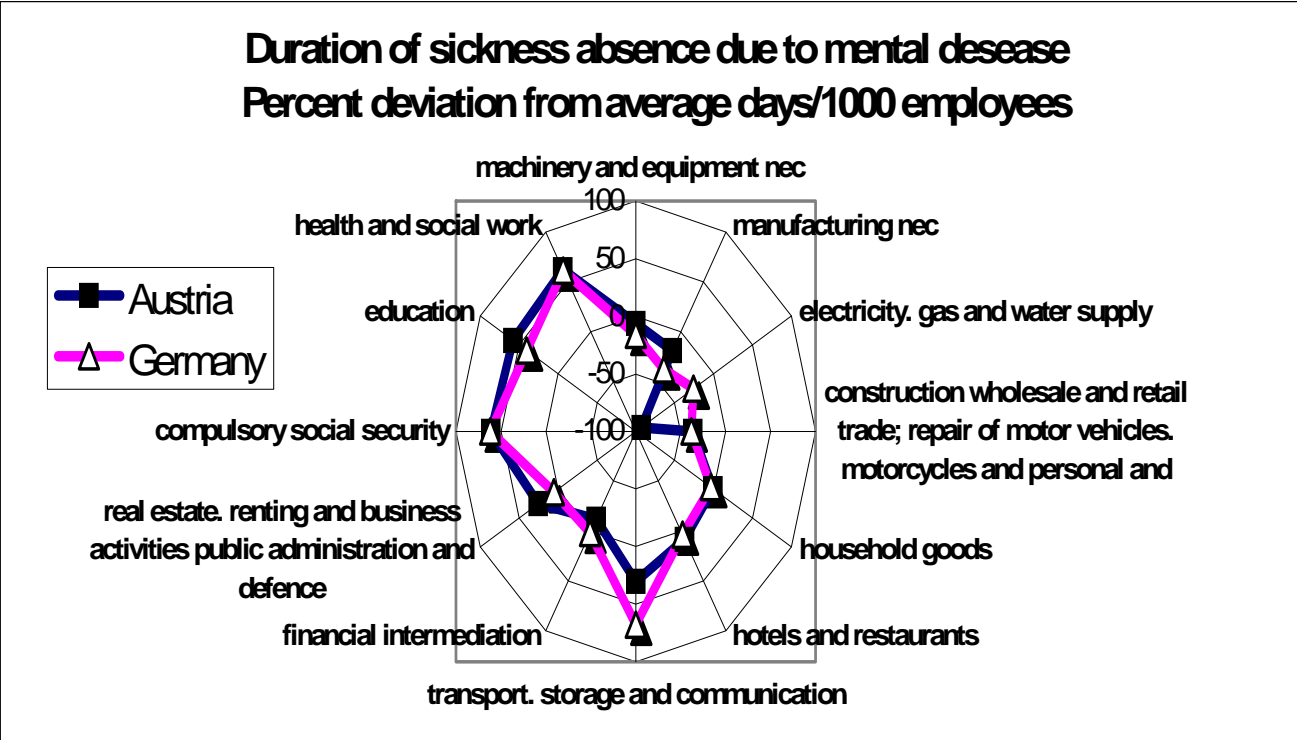 Duration of sickness absence due to mental desease
Percent deviation from average days/1000 employees
machinery and equipment nec
100
health and social work
manufacturing nec
50
Austria
education
0
electricity. gas and water supply
Germany
-50
construction wholesale and retail
compulsory social security
-100
trade; repair of motor vehicles.
motorcycles and personal and
real estate. renting and business
activities public administration and
household goods
defence
financial intermediation
hotels and restaurants
transport. storage and communication